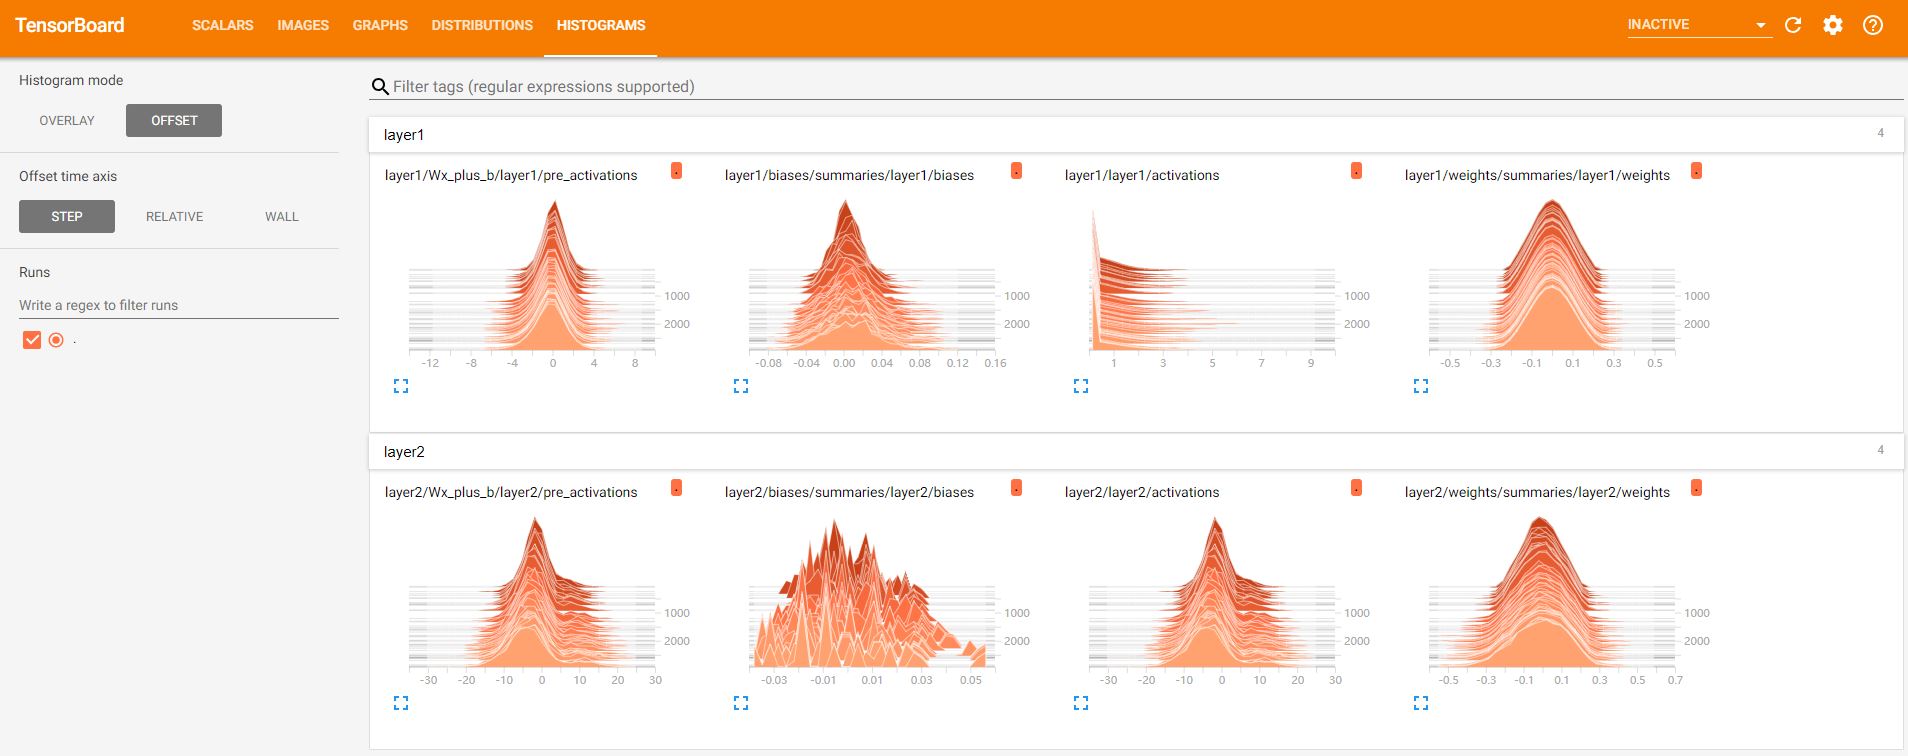 TensorBoard SCALARS IMAGES GRAPHS DISTRIBUTIONS HISTOGRAMS INACTIVE
Histogram mode
OVERLAY OFFSET
Offset time axis
STEP RELATIVE WALL
Runs
Write a regex to filter runs
.
Filter tags (regular expressions supported)
layer1 4
layer1/Wx_plus_b/layer1/pre_activations .
1000
2000
-12 -8 -4 0 4 8
layer1/biases/summaries/layer1/biases .
1000
2000
-0.08 -0.04 0.00 0.04 0.08 0.12 0.16
layer1/layer1/activations .
1000
2000
1 3 5 7 9
layer1/weights/summaries/layer1/weights .
1000
2000
-0.5 -0.3 -0.1 0.1 0.3 0.5
layer2 4
layer2/Wx_plus_b/layer2/pre_activations .
1000
2000
-30 -20 -10 0 10 20 30
layer2/biases/summaries/layer2/biases .
1000
2000
-0.03 -0.01 0.01 0.03 0.05
layer2/layer2/activations .
1000
2000
-30 -20 -10 0 10 20 30
layer2/weights/summaries/layer2/weights .
1000
2000
-0.5 -0.3 -0.1 0.1 0.3 0.5 0.7